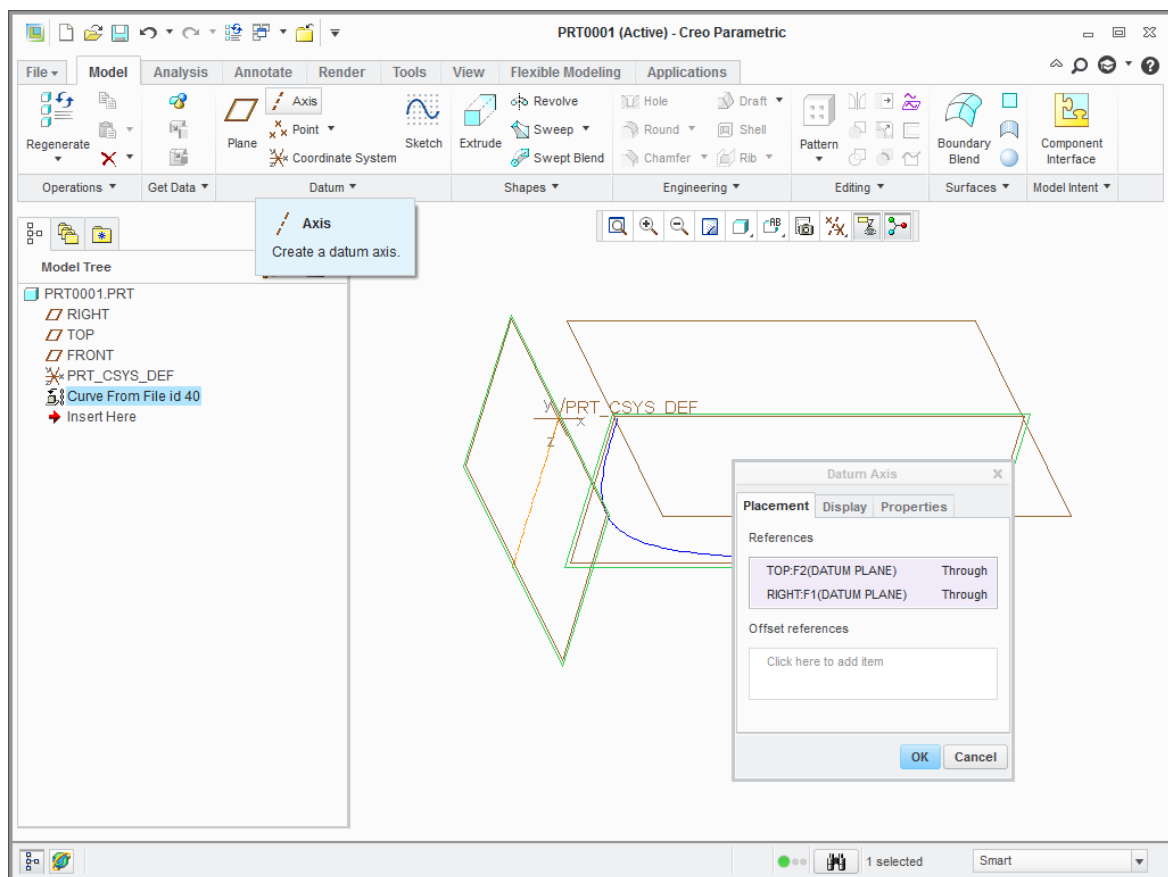 PRT0001 (Active) - Creo Parametric
File Model Analysis Annotate Render Tools View Flexible Modeling Applications
Regenerate
Plane
Axis
Point
Coordinate System
Sketch
Extrude
Revolve
Sweep
Swept Blend
Hole
Round
Chamfer
Draft
Shell
Rib
Pattern
Boundary
Blend
Component
Interface
Operations Get Data Datum Shapes Engineering Editing Surfaces Model Intent
Axis
Create a datum axis.
Model Tree
PRT0001.PRT
RIGHT
TOP
FRONT
PRT_CSYS_DEF
Curve From File id 40
Insert Here
y PRT_CSYS_DEF
x
z
Datum Axis
Placement Display Properties
References
TOP:F2(DATUM PLANE) Through
RIGHT:F1(DATUM PLANE) Through
Offset references
Click here to add item
OK Cancel
1 selected Smart